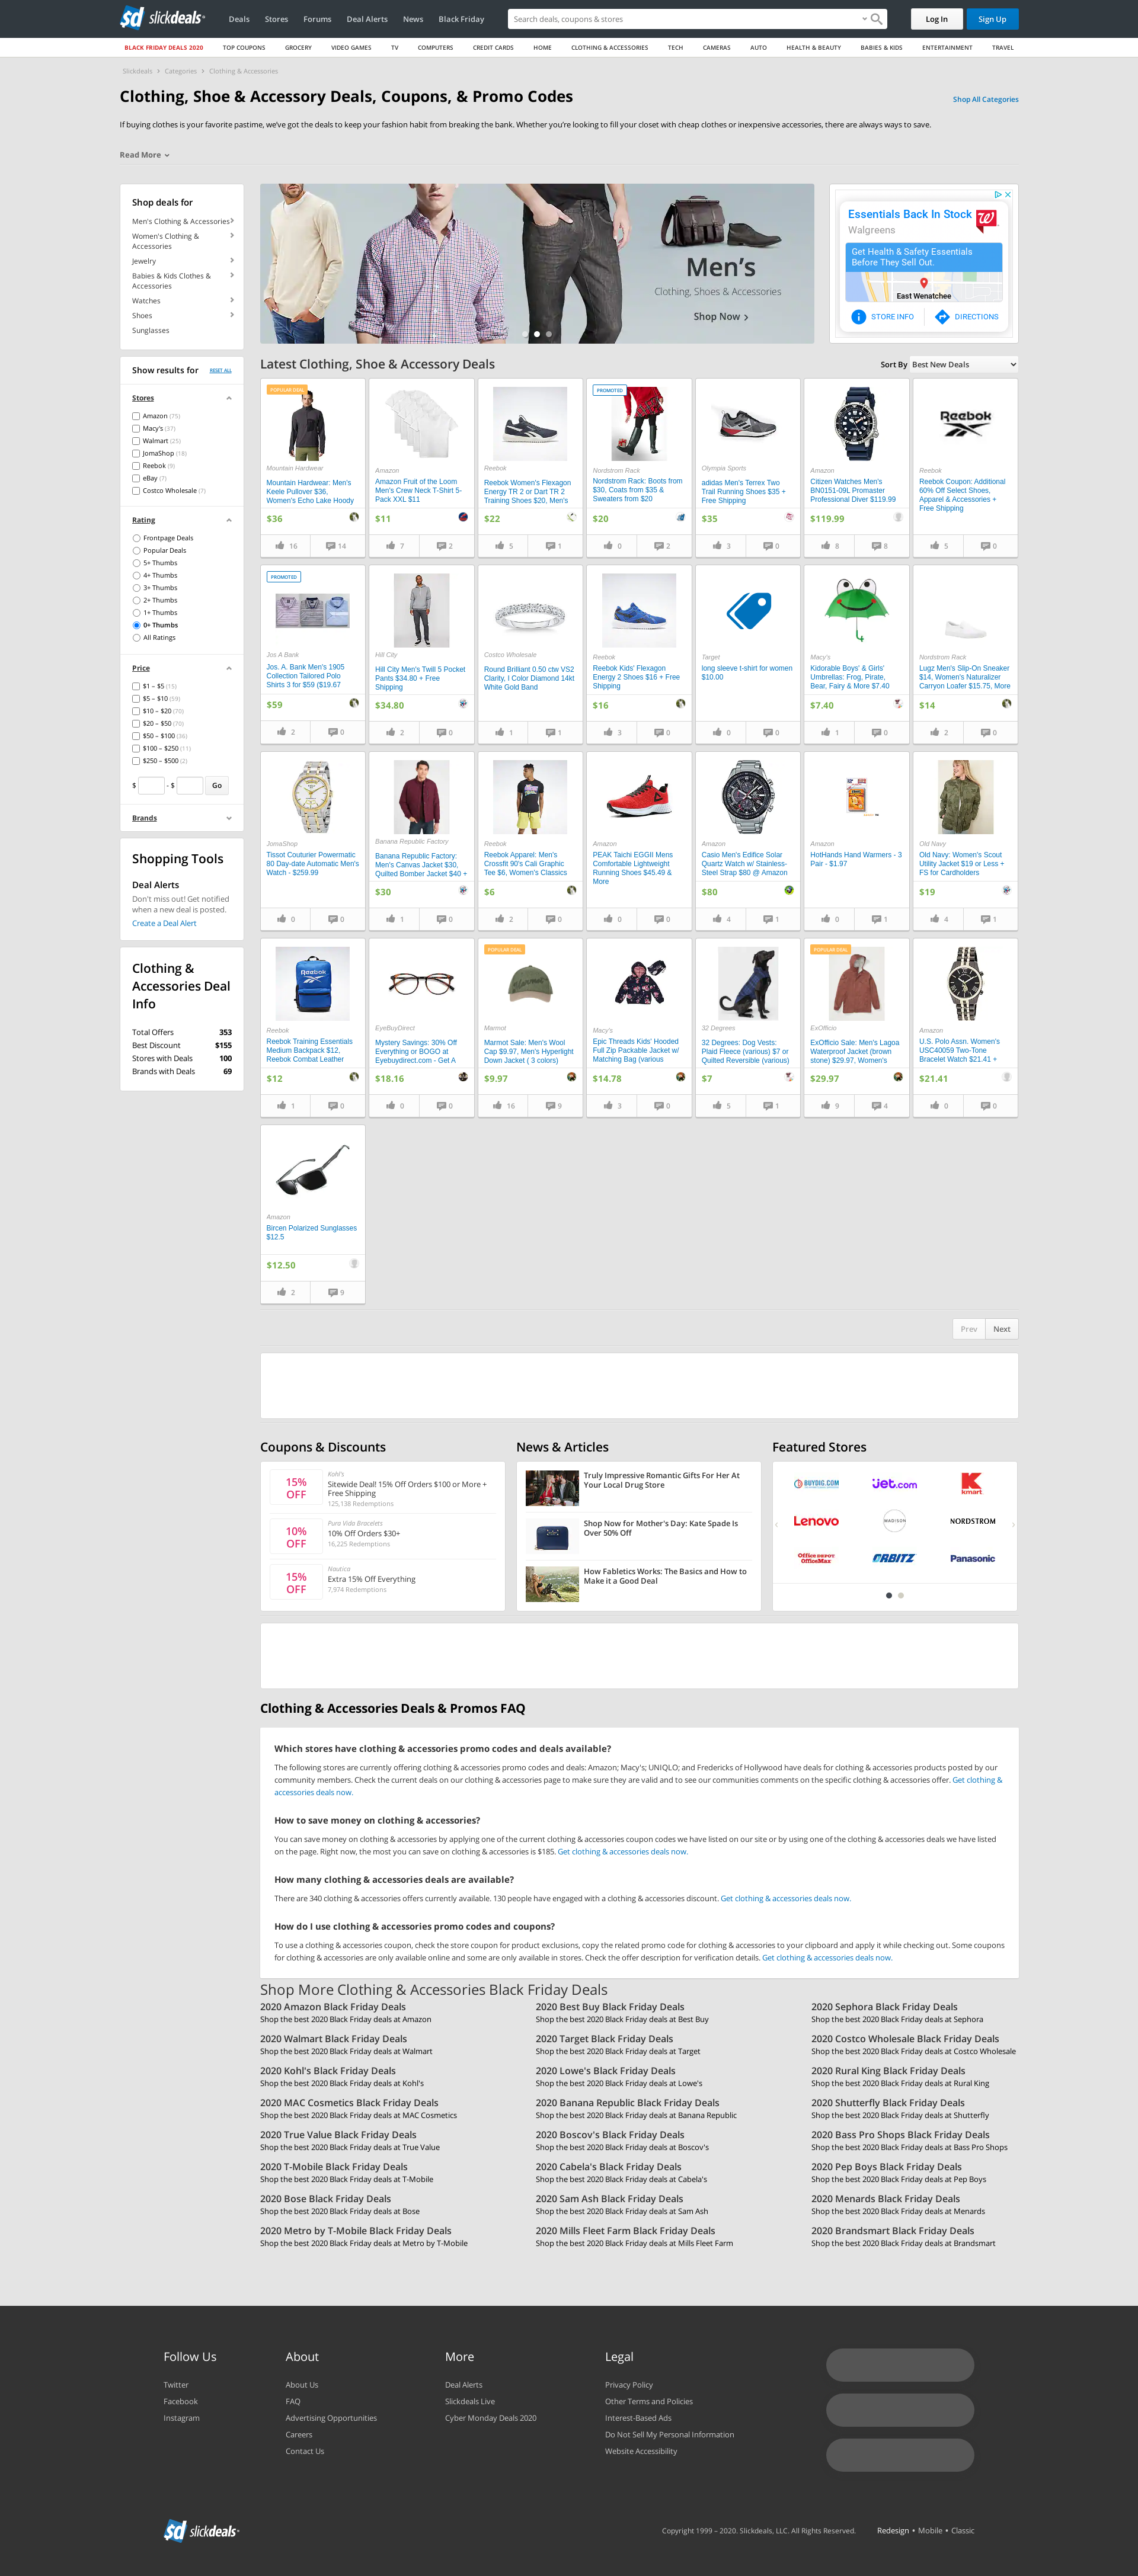 sd slickdeals
Deals
Stores
Forums
Deal Alerts
News
Black Friday
Search deals, coupons & stores
Log In
Sign Up
BLACK FRIDAY DEALS 2020
TOP COUPONS
GROCERY
VIDEO GAMES
TV
COMPUTERS
CREDIT CARDS
HOME
CLOTHING & ACCESSORIES
TECH
CAMERAS
AUTO
HEALTH & BEAUTY
BABIES & KIDS
ENTERTAINMENT
TRAVEL
Slickdeals > Categories > Clothing & Accessories
Clothing, Shoe & Accessory Deals, Coupons, & Promo Codes
Shop All Categories
If buying clothes is your favorite pastime, we've got the deals to keep your fashion habit from breaking the bank. Whether you're looking to fill your closet with cheap clothes or inexpensive accessories, there are always ways to save.
Read More
Shop deals for
Men's Clothing & Accessories
Women's Clothing &
Accessories
Jewelry
Babies & Kids Clothes &
Accessories
Watches
Shoes
Sunglasses
Show results for
RESET ALL
Stores
Amazon (75)
Macy's (37)
Walmart (25)
JomaShop (18)
Reebok (9)
eBay (7)
Costco Wholesale (7)
Rating
Frontpage Deals
Popular Deals
5+ Thumbs
4+ Thumbs
3+ Thumbs
2+ Thumbs
1+ Thumbs
0+ Thumbs
All Ratings
Price
$1 – $5 (15)
$5 – $10 (59)
$10 – $20 (70)
$20 – $50 (70)
$50 – $100 (36)
$100 – $250 (11)
$250 – $500 (2)
$ - $ Go
Brands
Shopping Tools
Deal Alerts
Don't miss out! Get notified
when a new deal is posted.
Create a Deal Alert
Clothing &
Accessories Deal
Info
Total Offers 353
Best Discount $155
Stores with Deals 100
Brands with Deals 69
Men's
Clothing, Shoes & Accessories
Shop Now >
Essentials Back In Stock
Walgreens
Get Health & Safety Essentials
Before They Sell Out.
East Wenatchee
STORE INFO
DIRECTIONS
Latest Clothing, Shoe & Accessory Deals
Sort By Best New Deals
POPULAR DEAL
Mountain Hardwear
Mountain Hardwear: Men's
Keele Pullover $36,
Women's Echo Lake Hoody
$36
16 14
Amazon
Amazon Fruit of the Loom
Men's Crew Neck T-Shirt 5-
Pack XXL $11
$11
7 2
Reebok
Reebok Women's Flexagon
Energy TR 2 or Dart TR 2
Training Shoes $20, Men's
$22
5 1
PROMOTED
Nordstrom Rack
Nordstrom Rack: Boots from
$30, Coats from $35 &
Sweaters from $20
$20
0 2
Olympia Sports
adidas Men's Terrex Two
Trail Running Shoes $35 +
Free Shipping
$35
3 0
Amazon
Citizen Watches Men's
BN0151-09L Promaster
Professional Diver $119.99
$119.99
8 8
Reebok
Reebok
Reebok Coupon: Additional
60% Off Select Shoes,
Apparel & Accessories +
Free Shipping
5 0
PROMOTED
Jos A Bank
Jos. A. Bank Men's 1905
Collection Tailored Polo
Shirts 3 for $59 ($19.67
$59
2 0
Hill City
Hill City Men's Twill 5 Pocket
Pants $34.80 + Free
Shipping
$34.80
2 0
Costco Wholesale
Round Brilliant 0.50 ctw VS2
Clarity, I Color Diamond 14kt
White Gold Band
1 1
Reebok
Reebok Kids' Flexagon
Energy 2 Shoes $16 + Free
Shipping
$16
3 0
Target
long sleeve t-shirt for women
$10.00
0 0
Macy's
Kidorable Boys' & Girls'
Umbrellas: Frog, Pirate,
Bear, Fairy & More $7.40
$7.40
1 0
Nordstrom Rack
Lugz Men's Slip-On Sneaker
$14, Women's Naturalizer
Carryon Loafer $15.75, More
$14
2 0
JomaShop
Tissot Couturier Powermatic
80 Day-date Automatic Men's
Watch - $259.99
0 0
Banana Republic Factory
Banana Republic Factory:
Men's Canvas Jacket $30,
Quilted Bomber Jacket $40 +
$30
1 0
Reebok
Reebok Apparel: Men's
Crossfit 90's Cali Graphic
Tee $6, Women's Classics
$6
2 0
Amazon
PEAK Taichi EGGII Mens
Comfortable Lightweight
Running Shoes $45.49 &
More
0 0
Amazon
Casio Men's Edifice Solar
Quartz Watch w/ Stainless-
Steel Strap $80 @ Amazon
$80
4 1
Amazon
HotHands Hand Warmers - 3
Pair - $1.97
0 1
Old Navy
Old Navy: Women's Scout
Utility Jacket $19 or Less +
FS for Cardholders
$19
4 1
Reebok
Reebok
Reebok Training Essentials
Medium Backpack $12,
Reebok Combat Leather
$12
1 0
EyeBuyDirect
Mystery Savings: 30% Off
Everything or BOGO at
Eyebuydirect.com - Get A
$18.16
0 0
POPULAR DEAL
Marmot
Marmot Sale: Men's Wool
Cap $9.97, Men's Hyperlight
Down Jacket ( 3 colors)
$9.97
16 9
Macy's
Epic Threads Kids' Hooded
Full Zip Packable Jacket w/
Matching Bag (various
$14.78
3 0
32 Degrees
32 Degrees: Dog Vests:
Plaid Fleece (various) $7 or
Quilted Reversible (various)
$7
5 1
POPULAR DEAL
ExOfficio
ExOfficio Sale: Men's Lagoa
Waterproof Jacket (brown
stone) $29.97, Women's
$29.97
9 4
Amazon
U.S. Polo Assn. Women's
USC40059 Two-Tone
Bracelet Watch $21.41 +
$21.41
0 0
Amazon
Bircen Polarized Sunglasses
$12.5
$12.50
2 9
Prev Next
Coupons & Discounts
15%
OFF
Kohl's
Sitewide Deal! 15% Off Orders $100 or More +
Free Shipping
125,138 Redemptions
10%
OFF
Pura Vida Bracelets
10% Off Orders $30+
16,225 Redemptions
15%
OFF
Nautica
Extra 15% Off Everything
7,974 Redemptions
News & Articles
Truly Impressive Romantic Gifts For Her At
Your Local Drug Store
Shop Now for Mother's Day: Kate Spade Is
Over 50% Off
How Fabletics Works: The Basics and How to
Make it a Good Deal
Featured Stores
BUYDIG.COM
Jet.com
Kmart
Lenovo
MADISON
NORDSTROM
Office DEPOT
OfficeMax
ORBITZ
Panasonic
Clothing & Accessories Deals & Promos FAQ
Which stores have clothing & accessories promo codes and deals available?
The following stores are currently offering clothing & accessories promo codes and deals: Amazon; Macy's; UNIQLO; and Fredericks of Hollywood have deals for clothing & accessories products posted by our
community members. Check the current deals on our clothing & accessories page to make sure they are valid and to see our communities comments on the specific clothing & accessories offer. Get clothing &
accessories deals now.
How to save money on clothing & accessories?
You can save money on clothing & accessories by applying one of the current clothing & accessories coupon codes we have listed on our site or by using one of the clothing & accessories deals we have listed
on the page. Right now, the most you can save on clothing & accessories is $185. Get clothing & accessories deals now.
How many clothing & accessories deals are available?
There are 340 clothing & accessories offers currently available. 130 people have engaged with a clothing & accessories discount. Get clothing & accessories deals now.
How do I use clothing & accessories promo codes and coupons?
To use a clothing & accessories coupon, check the store coupon for product exclusions, copy the related promo code for clothing & accessories to your clipboard and apply it while checking out. Some coupons
for clothing & accessories are only available online and some are only available in stores. Check the offer description for verification details. Get clothing & accessories deals now.
Shop More Clothing & Accessories Black Friday Deals
2020 Amazon Black Friday Deals
Shop the best 2020 Black Friday deals at Amazon
2020 Best Buy Black Friday Deals
Shop the best 2020 Black Friday deals at Best Buy
2020 Sephora Black Friday Deals
Shop the best 2020 Black Friday deals at Sephora
2020 Walmart Black Friday Deals
Shop the best 2020 Black Friday deals at Walmart
2020 Target Black Friday Deals
Shop the best 2020 Black Friday deals at Target
2020 Costco Wholesale Black Friday Deals
Shop the best 2020 Black Friday deals at Costco Wholesale
2020 Kohl's Black Friday Deals
Shop the best 2020 Black Friday deals at Kohl's
2020 Lowe's Black Friday Deals
Shop the best 2020 Black Friday deals at Lowe's
2020 Rural King Black Friday Deals
Shop the best 2020 Black Friday deals at Rural King
2020 MAC Cosmetics Black Friday Deals
Shop the best 2020 Black Friday deals at MAC Cosmetics
2020 Banana Republic Black Friday Deals
Shop the best 2020 Black Friday deals at Banana Republic
2020 Shutterfly Black Friday Deals
Shop the best 2020 Black Friday deals at Shutterfly
2020 True Value Black Friday Deals
Shop the best 2020 Black Friday deals at True Value
2020 Boscov's Black Friday Deals
Shop the best 2020 Black Friday deals at Boscov's
2020 Bass Pro Shops Black Friday Deals
Shop the best 2020 Black Friday deals at Bass Pro Shops
2020 T-Mobile Black Friday Deals
Shop the best 2020 Black Friday deals at T-Mobile
2020 Cabela's Black Friday Deals
Shop the best 2020 Black Friday deals at Cabela's
2020 Pep Boys Black Friday Deals
Shop the best 2020 Black Friday deals at Pep Boys
2020 Bose Black Friday Deals
Shop the best 2020 Black Friday deals at Bose
2020 Sam Ash Black Friday Deals
Shop the best 2020 Black Friday deals at Sam Ash
2020 Menards Black Friday Deals
Shop the best 2020 Black Friday deals at Menards
2020 Metro by T-Mobile Black Friday Deals
Shop the best 2020 Black Friday deals at Metro by T-Mobile
2020 Mills Fleet Farm Black Friday Deals
Shop the best 2020 Black Friday deals at Mills Fleet Farm
2020 Brandsmart Black Friday Deals
Shop the best 2020 Black Friday deals at Brandsmart
Follow Us
Twitter
Facebook
Instagram
About
About Us
FAQ
Advertising Opportunities
Careers
Contact Us
More
Deal Alerts
Slickdeals Live
Cyber Monday Deals 2020
Legal
Privacy Policy
Other Terms and Policies
Interest-Based Ads
Do Not Sell My Personal Information
Website Accessibility
sd slickdeals
Copyright 1999 – 2020. Slickdeals, LLC. All Rights Reserved.
Redesign • Mobile • Classic